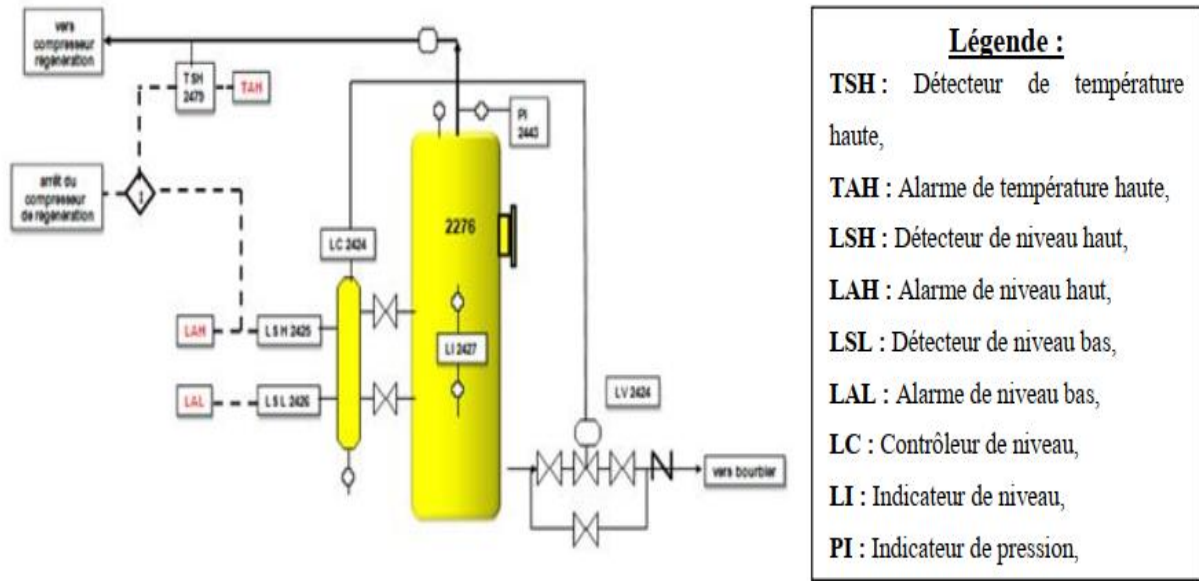 vers
compresseur
régénération
TSH
2479
TAH
PI
2443
arrêt du
compresseur
de régénération
2276
LC 2424
LAH
LSH 2425
LI 2427
LAL
LSL 2426
LV 2424
vers bourbier
Légende :
TSH : Détecteur de température
haute,
TAH : Alarme de température haute,
LSH : Détecteur de niveau haut,
LAH : Alarme de niveau haut,
LSL : Détecteur de niveau bas,
LAL : Alarme de niveau bas,
LC : Contrôleur de niveau,
LI : Indicateur de niveau,
PI : Indicateur de pression,